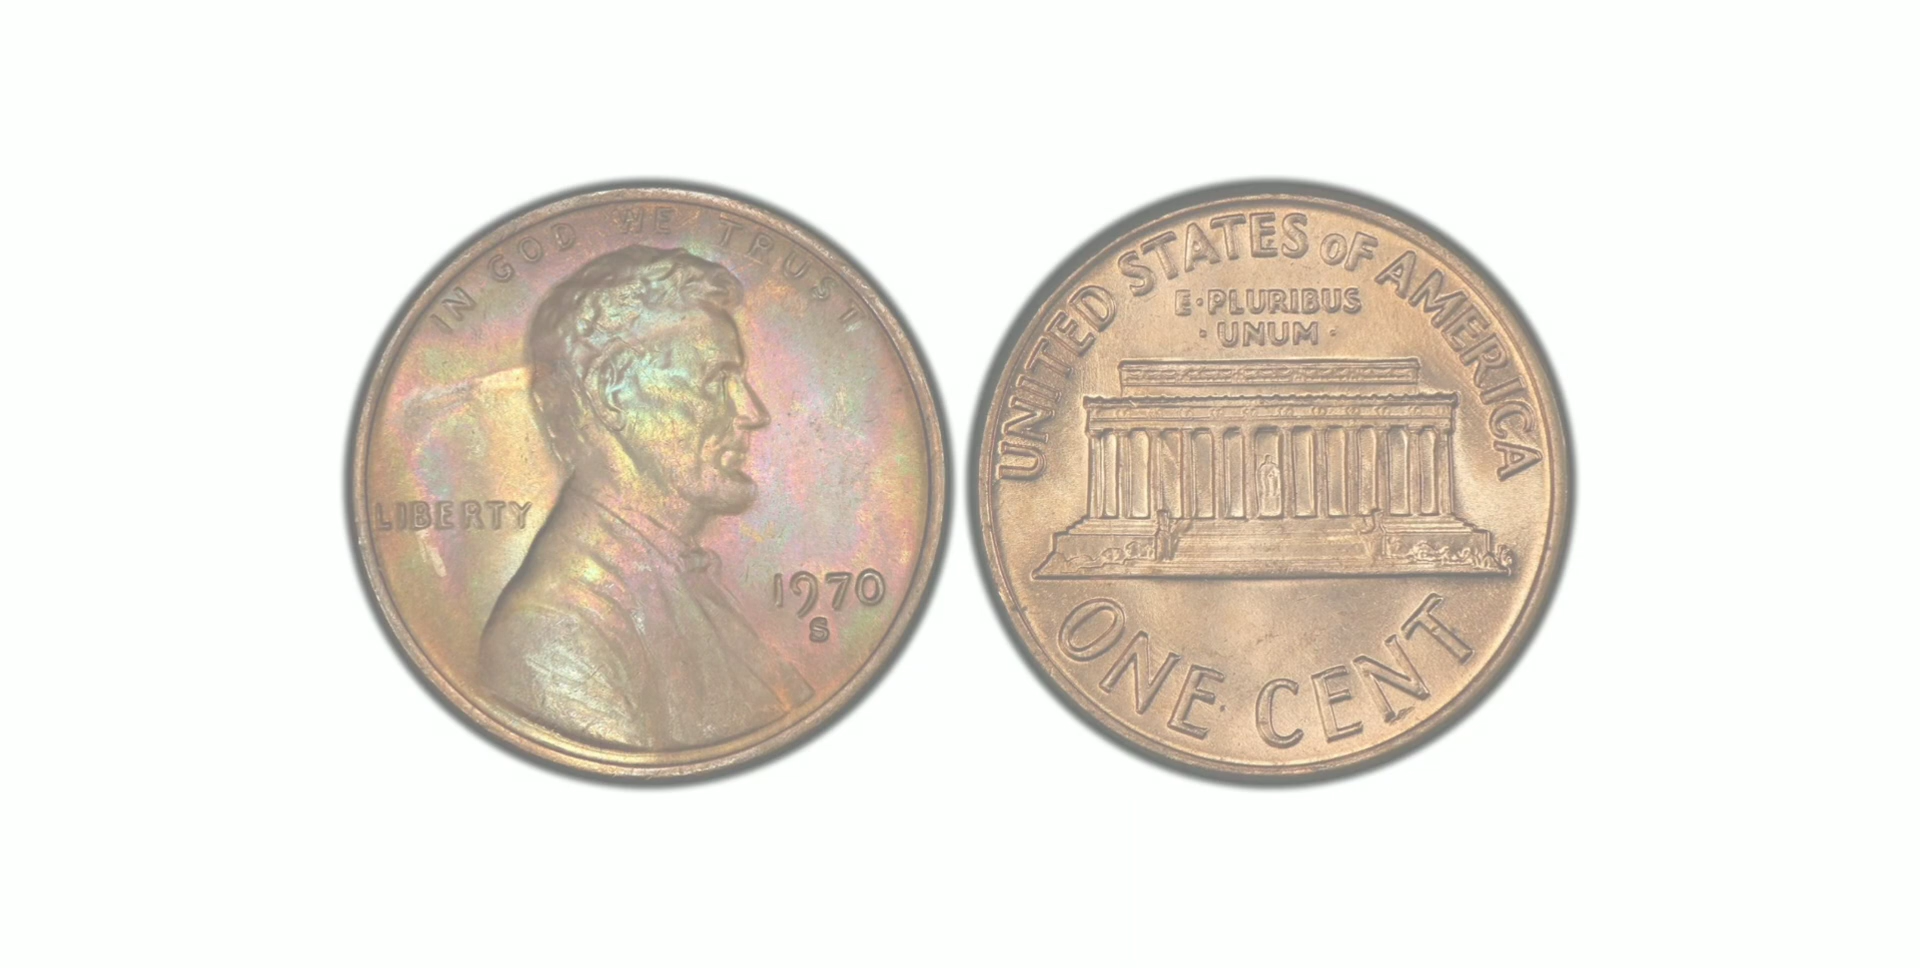 IN GOD WE TRUST
LIBERTY
1970
S
UNITED STATES OF AMERICA
E·PLURIBUS
·UNUM·
ONE CENT